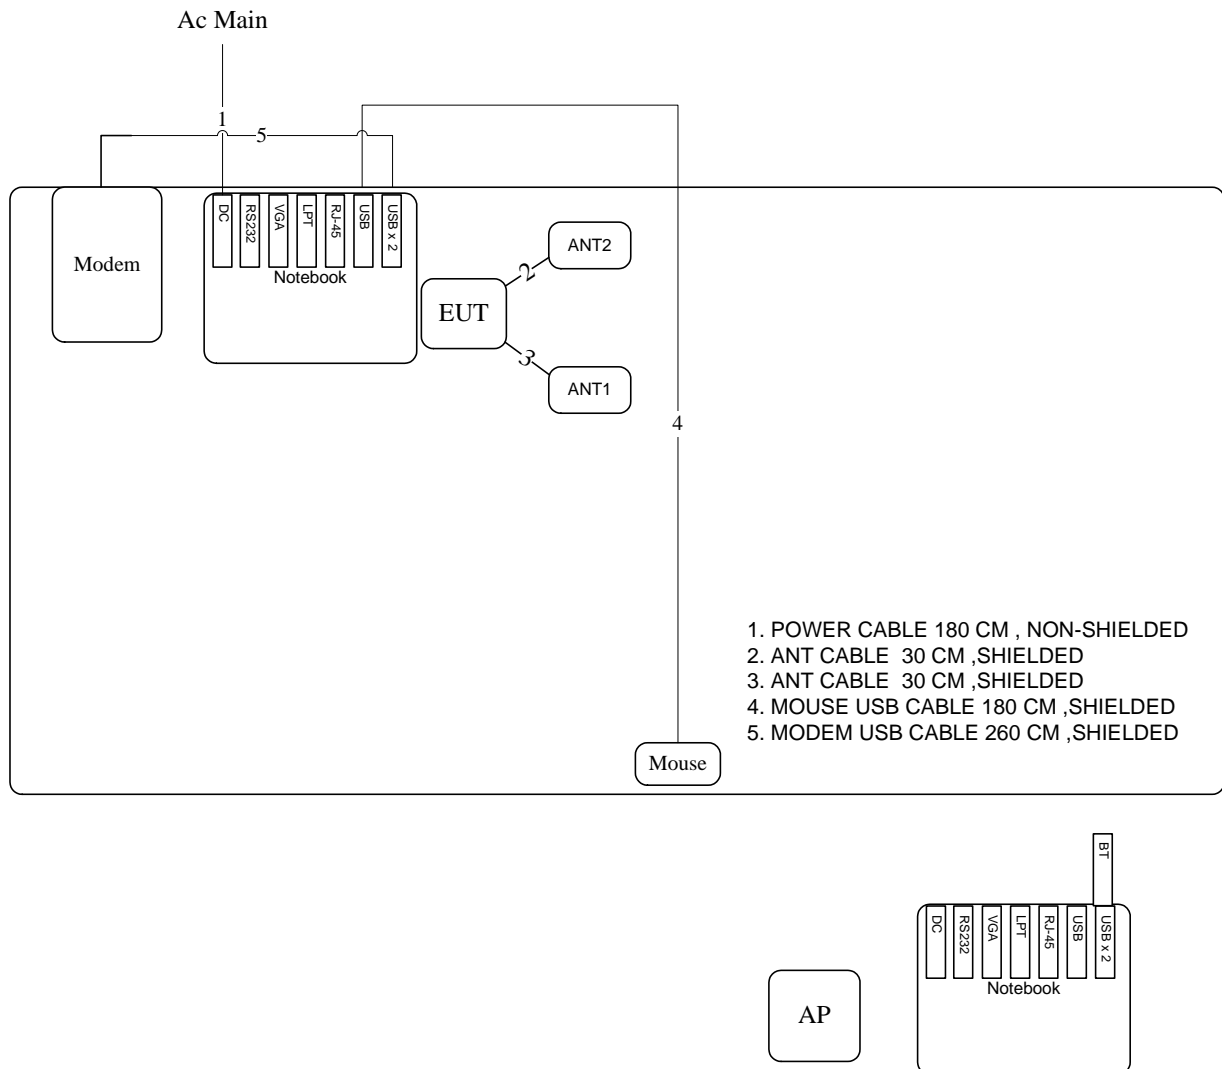 Ac Main
1
5
DC
RS232
VGA
LPT
RJ-45
USB
USB x 2
Notebook
Modem
ANT2
2
EUT
3
ANT1
4
1. POWER CABLE 180 CM , NON-SHIELDED
2. ANT CABLE  30 CM ,SHIELDED
3. ANT CABLE  30 CM ,SHIELDED
4. MOUSE USB CABLE 180 CM ,SHIELDED
5. MODEM USB CABLE 260 CM ,SHIELDED
Mouse
BT
DC
RS232
VGA
LPT
RJ-45
USB
USB x 2
Notebook
AP